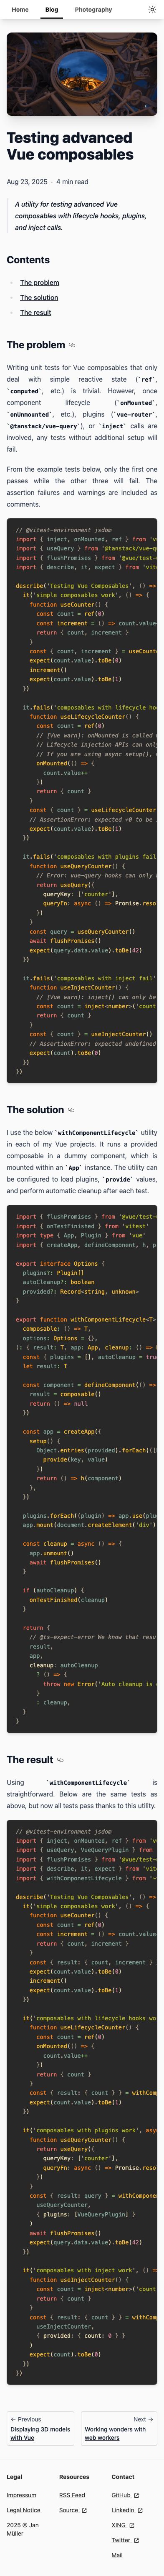 Home Blog Photography
Testing advanced
Vue composables
Aug 23, 2025 · 4 min read
A utility for testing advanced Vue
composables with lifecycle hooks, plugins,
and inject calls.
Contents
The problem
The solution
The result
The problem
Writing unit tests for Vue composables that only
deal with simple reactive state (`ref`,
`computed`, etc.) is trivial. However, once
component lifecycle (`onMounted`,
`onUnmounted`, etc.), plugins (`vue-router`,
`@tanstack/vue-query`), or `inject` calls are
involved, any tests without additional setup will
fail.
From the example tests below, only the first one
passes while the other three will fail. The
assertion failures and warnings are included as
comments.
// @vitest-environment jsdom
import { inject, onMounted, ref } from 'v
import { useQuery } from '@tanstack/vue-q
import { flushPromises } from '@vue/test-
import { describe, it, expect } from 'vit
describe('Testing Vue Composables', () =>
it('simple composables work', () => {
function useCounter() {
const count = ref(0)
const increment = () => count.value
return { count, increment }
}
const { count, increment } = useCount
expect(count.value).toBe(0)
increment()
expect(count.value).toBe(1)
})
it.fails('composables with lifecycle hoo
function useLifecycleCounter() {
const count = ref(0)
// [Vue warn]: onMounted is called
// Lifecycle injection APIs can onl
// If you are using async setup(),
onMounted(() => {
count.value++
})
return { count }
}
const { count } = useLifecycleCounter
// AssertionError: expected +0 to be
expect(count.value).toBe(1)
})
it.fails('composables with plugins fail
function useQueryCounter() {
// Error: vue-query hooks can only
return useQuery({
queryKey: ['counter'],
queryFn: async () => Promise.reso
})
}
const query = useQueryCounter()
await flushPromises()
expect(query.data.value).toBe(42)
})
it.fails('composables with inject fail'
function useInjectCounter() {
// [Vue warn]: inject() can only be
const count = inject<number>('count
return { count }
}
const { count } = useInjectCounter()
// AssertionError: expected undefined
expect(count).toBe(0)
})
})
The solution
I use the below `withComponentLifecycle` utility
in each of my Vue projects. It runs a provided
composable in a dummy component, which is
mounted within an `App` instance. The utility can
be configured to load plugins, `provide` values,
and perform automatic cleanup after each test.
import { flushPromises } from '@vue/test-
import { onTestFinished } from 'vitest'
import type { App, Plugin } from 'vue'
import { createApp, defineComponent, h, p
export interface Options {
plugins?: Plugin[]
autoCleanup?: boolean
provided?: Record<string, unknown>
}
export function withComponentLifecycle<T>
composable: () => T,
options: Options = {},
): { result: T, app: App, cleanup: () =>
const { plugins = [], autoCleanup = true
let result: T
const component = defineComponent(() =>
result = composable()
return () => null
})
const app = createApp({
setup() {
Object.entries(provided).forEach(([
provide(key, value)
})
return () => h(component)
},
})
plugins.forEach((plugin) => app.use(plu
app.mount(document.createElement('div')
const cleanup = async () => {
app.unmount()
await flushPromises()
}
if (autoCleanup) {
onTestFinished(cleanup)
}
return {
// @ts-expect-error We know that resu
result,
app,
cleanup: autoCleanup
? () => {
throw new Error('Auto cleanup is
}
: cleanup,
}
}
The result
Using `withComponentLifecycle` is
straightforward. Below are the same tests as
above, but now all tests pass thanks to this utility.
// @vitest-environment jsdom
import { inject, onMounted, ref } from 'v
import { useQuery, VueQueryPlugin } from
import { flushPromises } from '@vue/test-
import { describe, it, expect } from 'vit
import { withComponentLifecycle } from '~
describe('Testing Vue Composables', () =>
it('simple composables work', () => {
function useCounter() {
const count = ref(0)
const increment = () => count.value
return { count, increment }
}
const { result: { count, increment }
expect(count.value).toBe(0)
increment()
expect(count.value).toBe(1)
})
it('composables with lifecycle hooks wo
function useLifecycleCounter() {
const count = ref(0)
onMounted(() => {
count.value++
})
return { count }
}
const { result: { count } } = withComp
expect(count.value).toBe(1)
})
it('composables with plugins work', asy
function useQueryCounter() {
return useQuery({
queryKey: ['counter'],
queryFn: async () => Promise.reso
})
}
const { result: query } = withComponen
useQueryCounter,
{ plugins: [VueQueryPlugin] }
)
await flushPromises()
expect(query.data.value).toBe(42)
})
it('composables with inject work', () =
function useInjectCounter() {
const count = inject<number>('count
return { count }
}
const { result: { count } } = withComp
useInjectCounter,
{ provided: { count: 0 } }
)
expect(count).toBe(0)
})
})
← Previous
Displaying 3D models
with Vue
Next →
Working wonders with
web workers
Legal
Impressum
Legal Notice
2025 © Jan
Müller
Resources
RSS Feed
Source
Contact
GitHub
LinkedIn
XING
Twitter
Mail